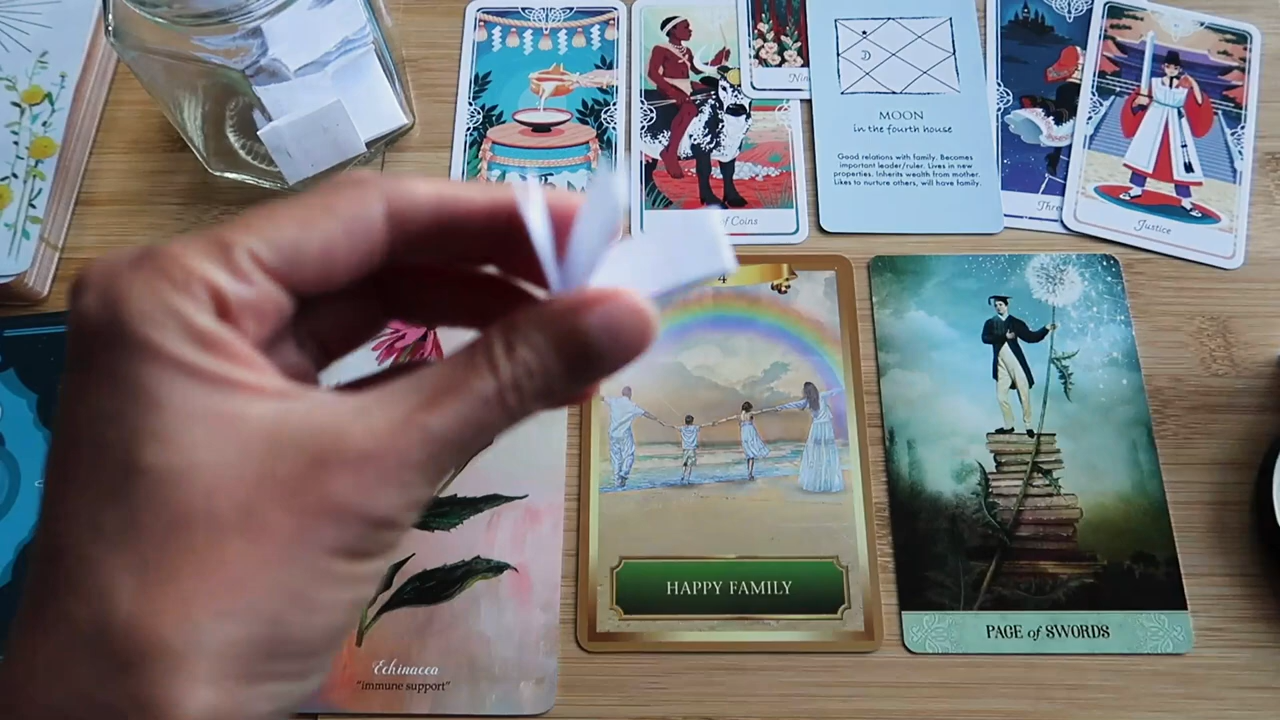 Nin
MOON
in the fourth house
Good relations with family. Becomes
important leader/ruler. Lives in new
properties. Inherits wealth from mother.
Likes to nurture others, will have family.
of Coins
Thre
Justice
4
HAPPY FAMILY
PAGE of SWORDS
Echinacea
"immune support"